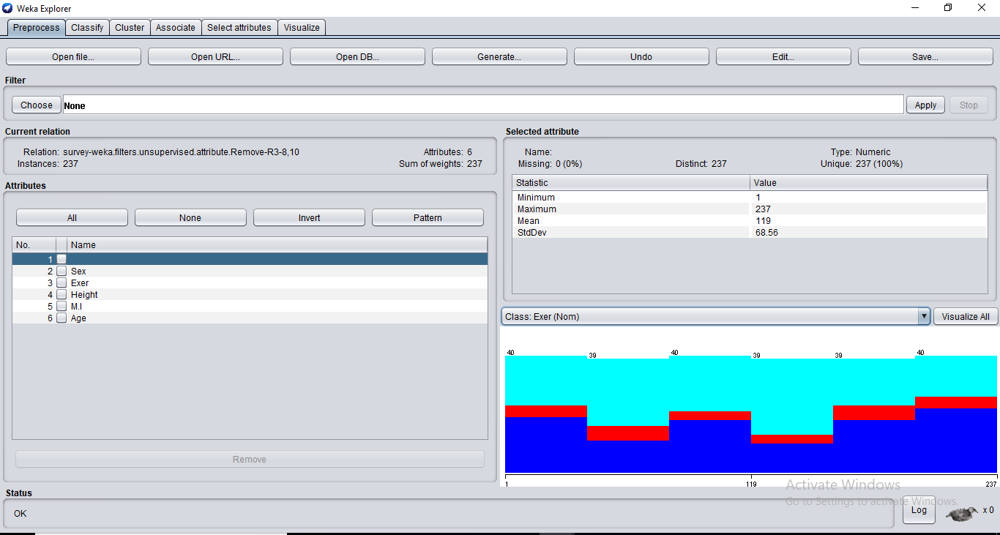 Weka Explorer
Preprocess Classify Cluster Associate Select attributes Visualize
Open file... Open URL... Open DB... Generate... Undo Edit... Save...
Filter
Choose None Apply Stop
Current relation
Relation: survey-weka.filters.unsupervised.attribute.Remove-R3-8,10 Attributes: 6
Instances: 237 Sum of weights: 237
Attributes
All None Invert Pattern
No. Name
1
2 Sex
3 Exer
4 Height
5 M.I
6 Age
Remove
Selected attribute
Name: Type: Numeric
Missing: 0 (0%) Distinct: 237 Unique: 237 (100%)
Statistic Value
Minimum 1
Maximum 237
Mean 119
StdDev 68.56
Class: Exer (Nom) Visualize All
40 39 40 39 39 40
1 119 237
Activate Windows
Go to Settings to activate Windows.
Status
OK Log x 0